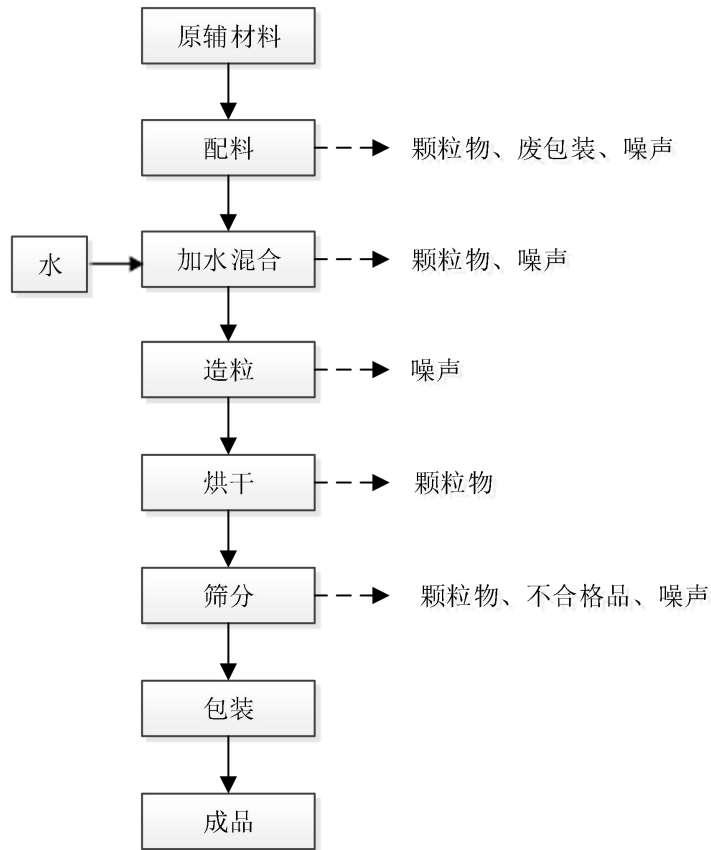 原辅材料
配料
颗粒物、废包装、噪声
水
加水混合
颗粒物、噪声
造粒
噪声
烘干
颗粒物
筛分
颗粒物、不合格品、噪声
包装
成品